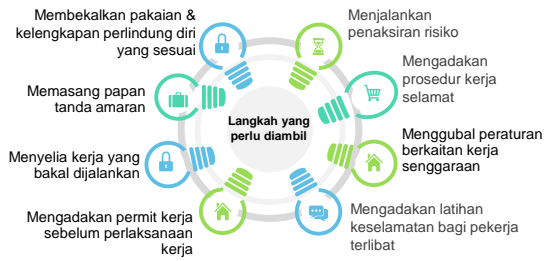 Membekalkan pakaian &
kelengkapan perlindung diri
yang sesuai
Memasang papan
tanda amaran
Menyelia kerja yang
bakal dijalankan
Mengadakan permit kerja
sebelum perlaksanaan
kerja
Langkah yang
perlu diambil
Menjalankan
penaksiran risiko
Mengadakan
prosedur kerja
selamat
Menggubal peraturan
berkaitan kerja
senggaraan
Mengadakan latihan
keselamatan bagi pekerja
terlibat